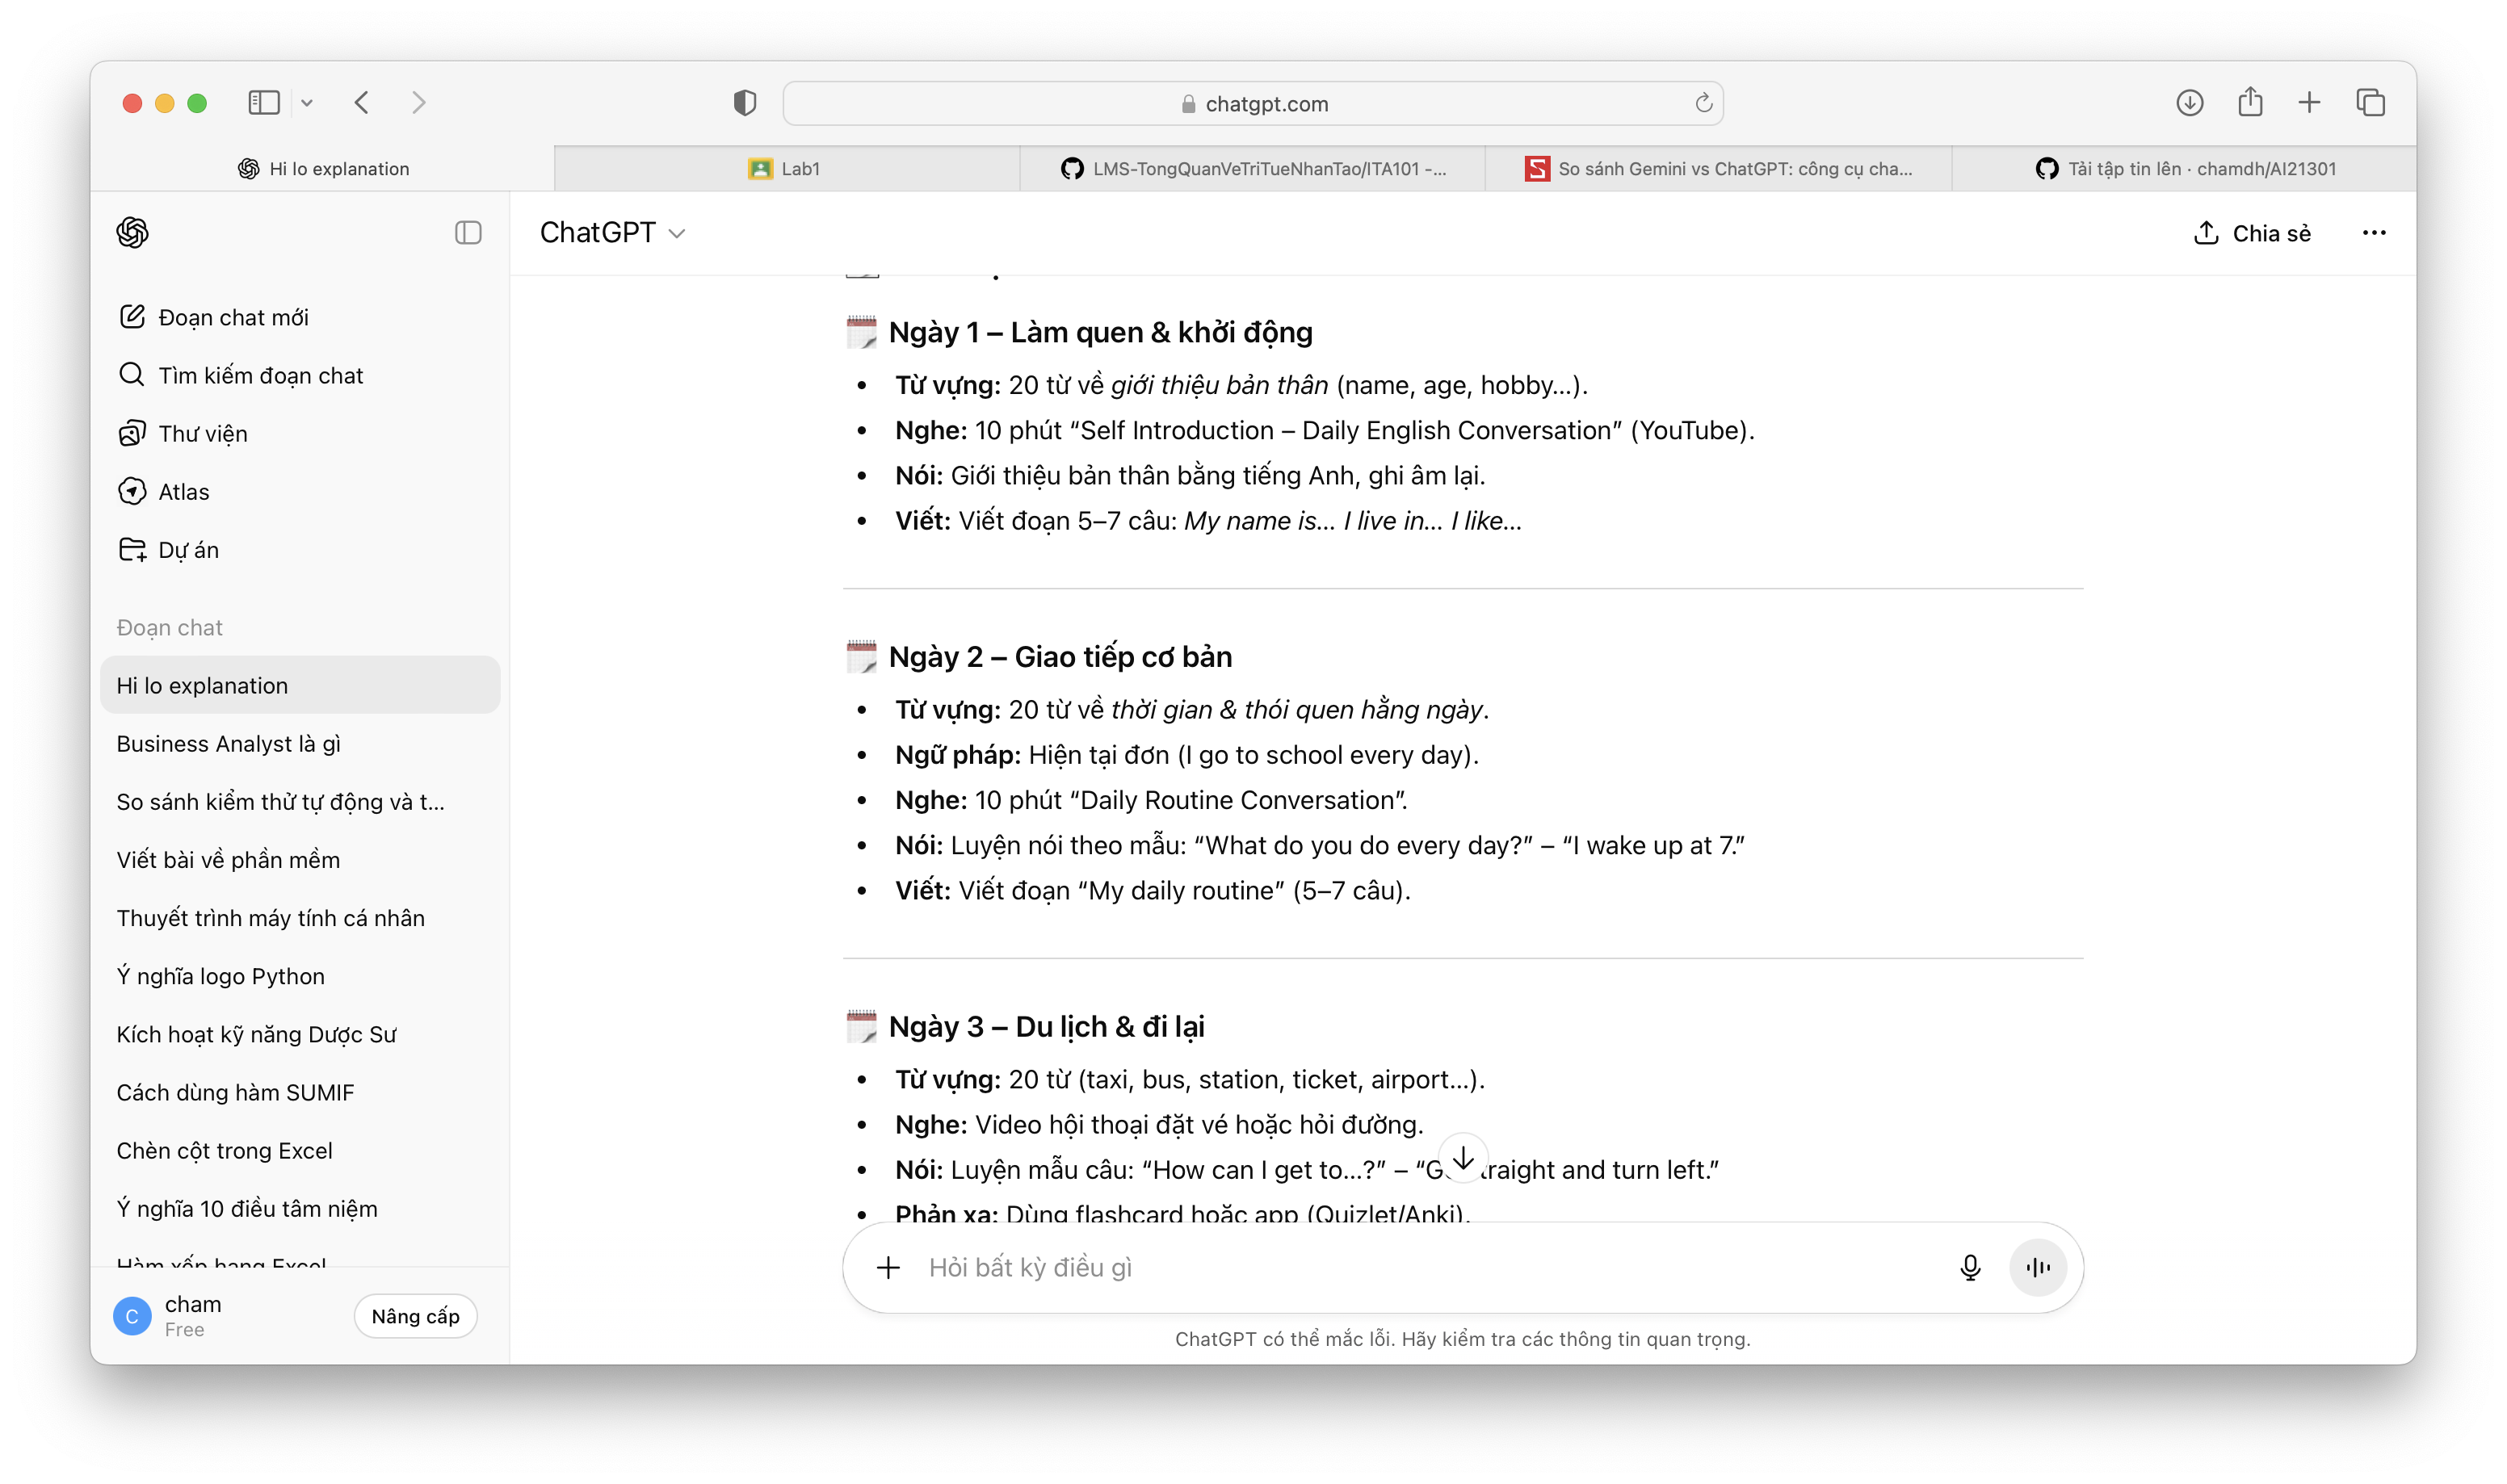 chatgpt.com
Hi lo explanation
Lab1
LMS-TongQuanVeTriTueNhanTao/ITA101 -...
So sánh Gemini vs ChatGPT: công cụ cha...
Tải tập tin lên · chamdh/AI21301
ChatGPT
Chia sẻ
Đoạn chat mới
Tìm kiếm đoạn chat
Thư viện
Atlas
Dự án
Đoạn chat
Hi lo explanation
Business Analyst là gì
So sánh kiểm thử tự động và t...
Viết bài về phần mềm
Thuyết trình máy tính cá nhân
Ý nghĩa logo Python
Kích hoạt kỹ năng Dược Sư
Cách dùng hàm SUMIF
Chèn cột trong Excel
Ý nghĩa 10 điều tâm niệm
Hàm xếp hạng Excel
C
cham
Free
Nâng cấp
Ngày 1 – Làm quen & khởi động
• Từ vựng: 20 từ về giới thiệu bản thân (name, age, hobby...).
• Nghe: 10 phút “Self Introduction – Daily English Conversation” (YouTube).
• Nói: Giới thiệu bản thân bằng tiếng Anh, ghi âm lại.
• Viết: Viết đoạn 5–7 câu: My name is... I live in... I like...
Ngày 2 – Giao tiếp cơ bản
• Từ vựng: 20 từ về thời gian & thói quen hằng ngày.
• Ngữ pháp: Hiện tại đơn (I go to school every day).
• Nghe: 10 phút “Daily Routine Conversation”.
• Nói: Luyện nói theo mẫu: “What do you do every day?” – “I wake up at 7.”
• Viết: Viết đoạn “My daily routine” (5–7 câu).
Ngày 3 – Du lịch & đi lại
• Từ vựng: 20 từ (taxi, bus, station, ticket, airport...).
• Nghe: Video hội thoại đặt vé hoặc hỏi đường.
• Nói: Luyện mẫu câu: “How can I get to...?” – “Go straight and turn left.”
• Phản xạ: Dùng flashcard hoặc app (Quizlet/Anki).
Hỏi bất kỳ điều gì
ChatGPT có thể mắc lỗi. Hãy kiểm tra các thông tin quan trọng.